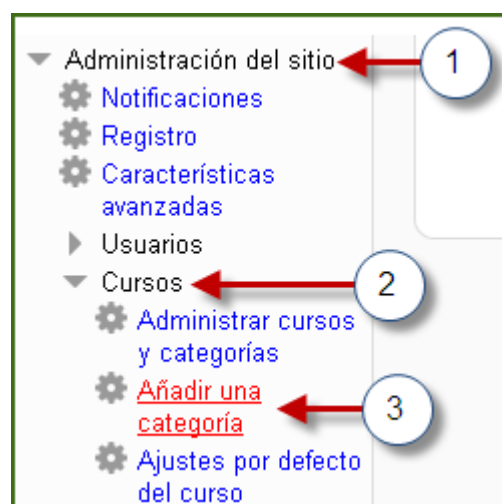 Administración del sitio 1
Notificaciones
Registro
Características
avanzadas
Usuarios
Cursos 2
Administrar cursos
y categorías
Añadir una
categoría 3
Ajustes por defecto
del curso